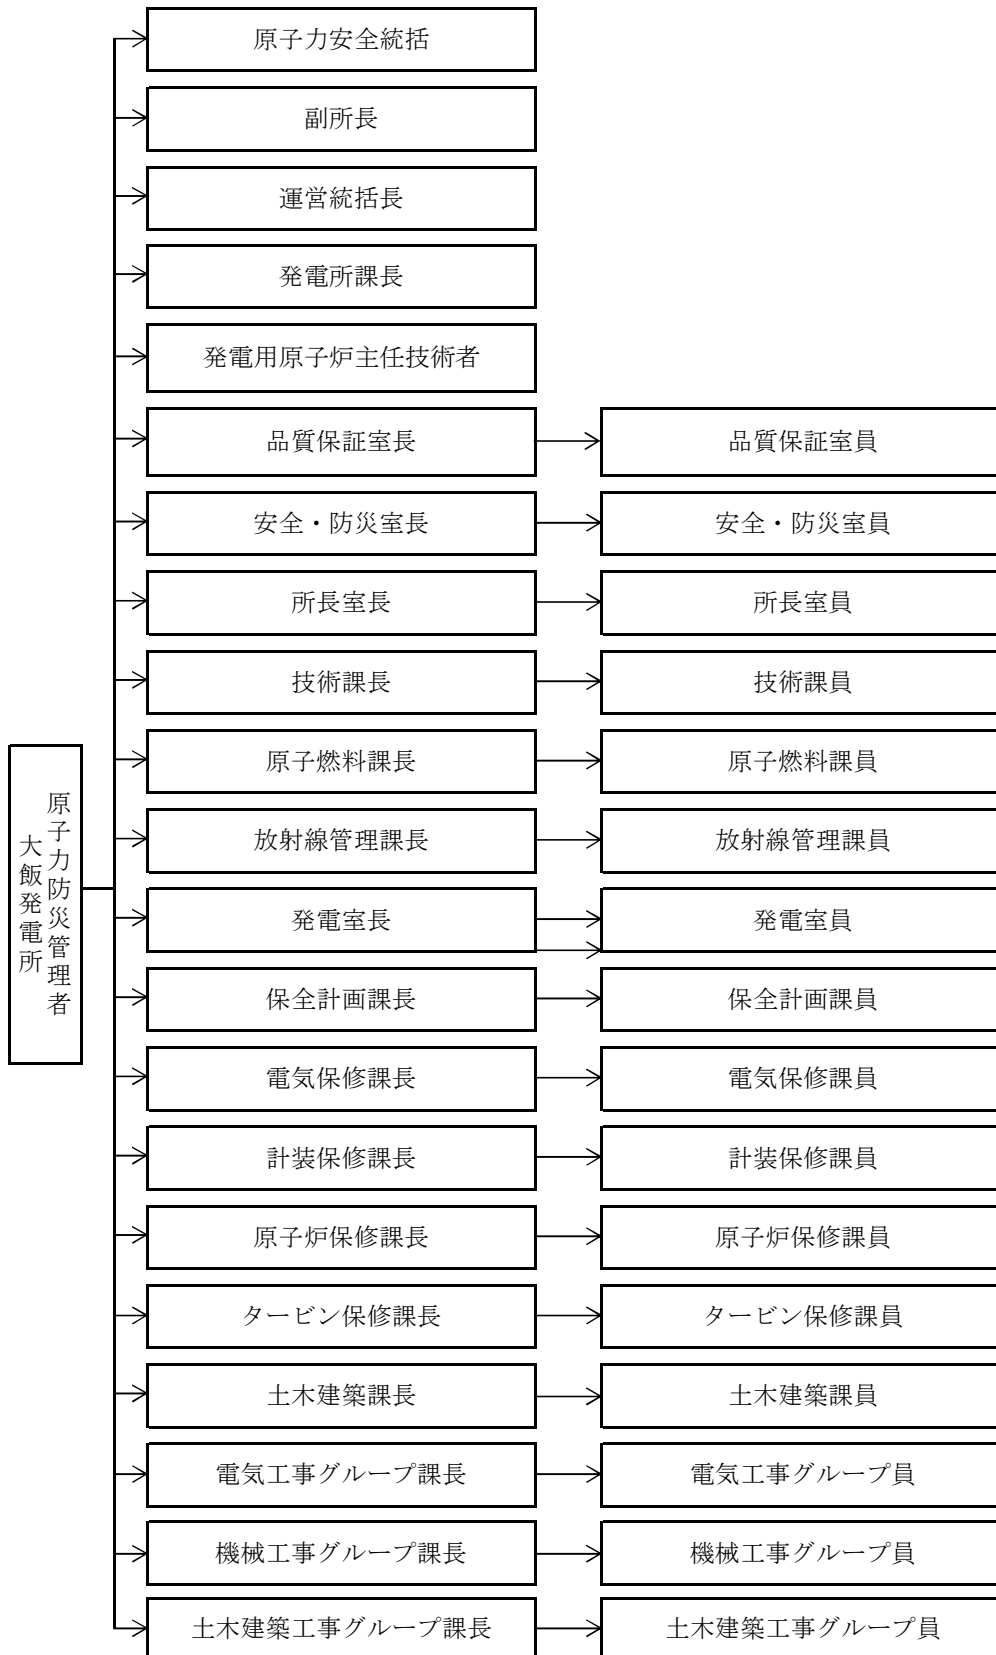 大飯発電所
原子力防災管理者
原子力安全統括
副所長
運営統括長
発電所課長
発電用原子炉主任技術者
品質保証室長
品質保証室員
安全・防災室長
安全・防災室員
所長室長
所長室員
技術課長
技術課員
原子燃料課長
原子燃料課員
放射線管理課長
放射線管理課員
発電室長
発電室員
保全計画課長
保全計画課員
電気保修課長
電気保修課員
計装保修課長
計装保修課員
原子炉保修課長
原子炉保修課員
タービン保修課長
タービン保修課員
土木建築課長
土木建築課員
電気工事グループ課長
電気工事グループ員
機械工事グループ課長
機械工事グループ員
土木建築工事グループ課長
土木建築工事グループ員